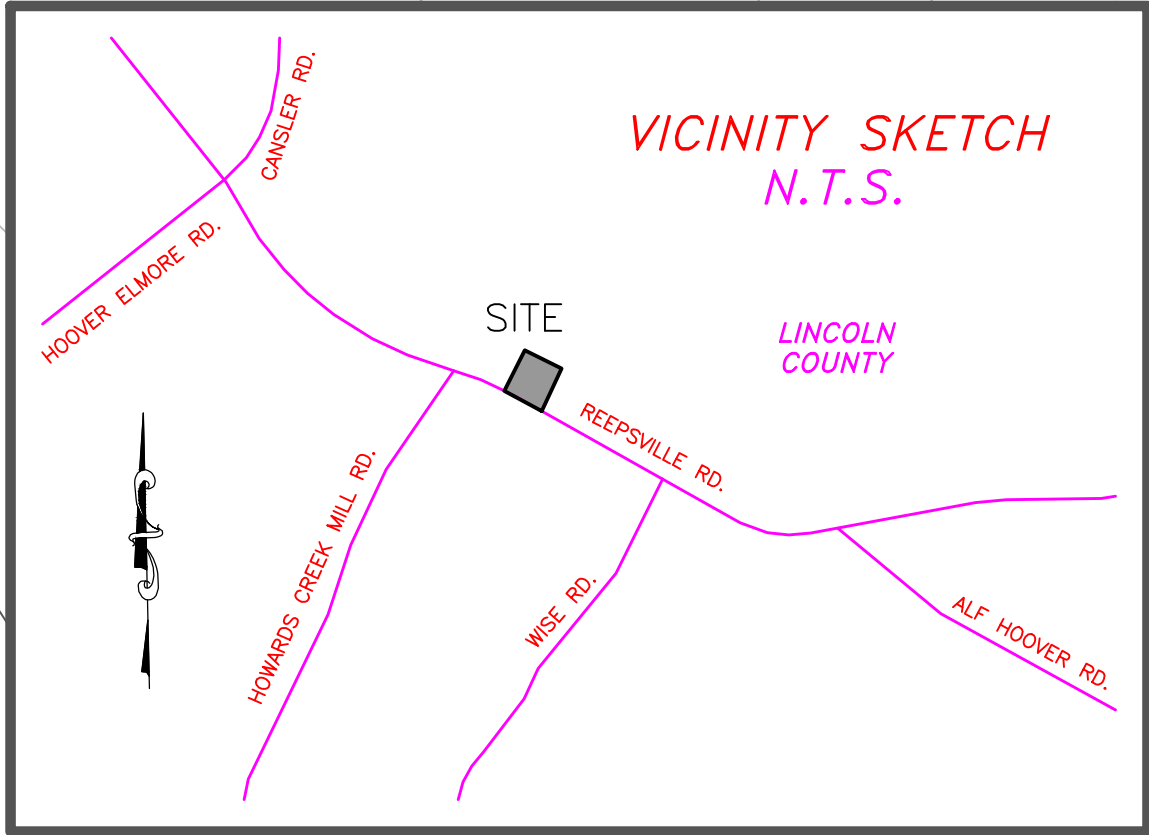 CANSLER RD.
VICINITY SKETCH
N.T.S.
HOOVER ELMORE RD.
SITE
LINCOLN
COUNTY
REEPSVILLE RD.
HOWARDS CREEK MILL RD.
WISE RD.
ALF HOOVER RD.